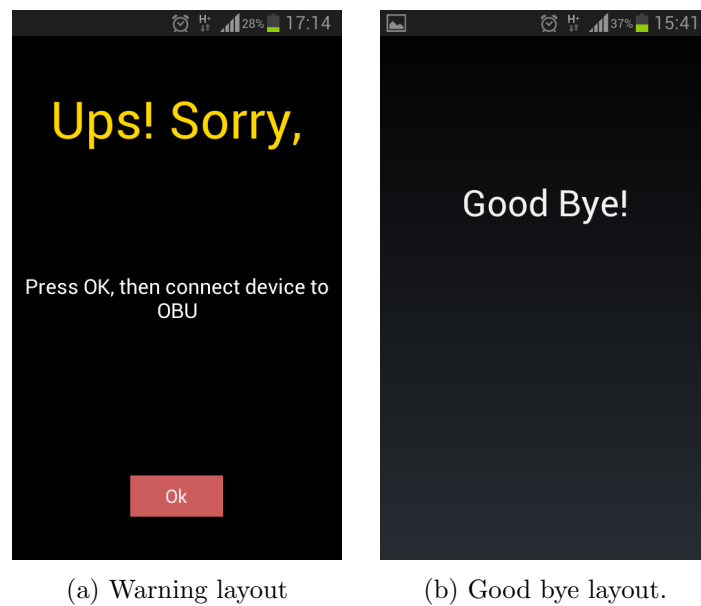 H+ 28% 17:14
Ups! Sorry,
Press OK, then connect device to
OBU
Ok
(a) Warning layout
H+ 37% 15:41
Good Bye!
(b) Good bye layout.